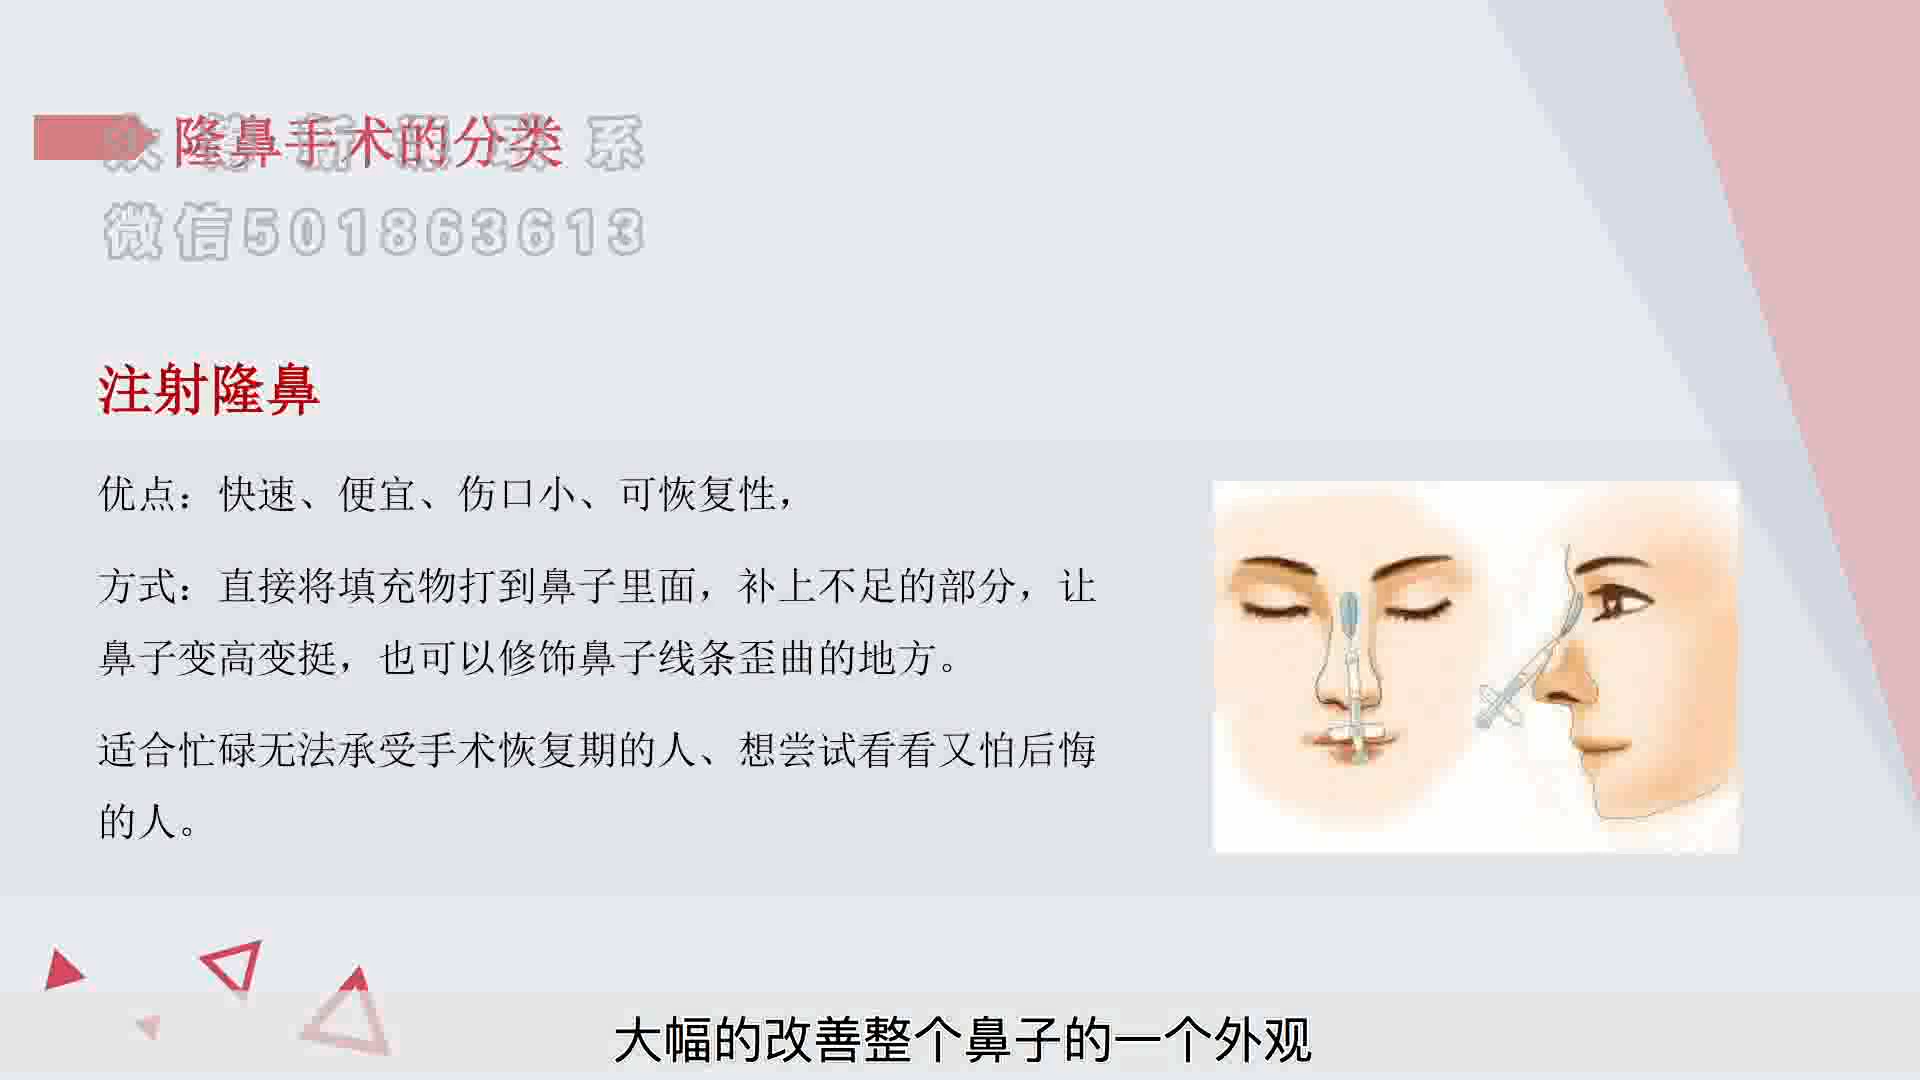 隆鼻手术的分类
系
微信501863613
注射隆鼻
优点：快速、便宜、伤口小、可恢复性，
方式：直接将填充物打到鼻子里面，补上不足的部分，让
鼻子变高变挺，也可以修饰鼻子线条歪曲的地方。
适合忙碌无法承受手术恢复期的人、想尝试看看又怕后悔
的人。
大幅的改善整个鼻子的一个外观